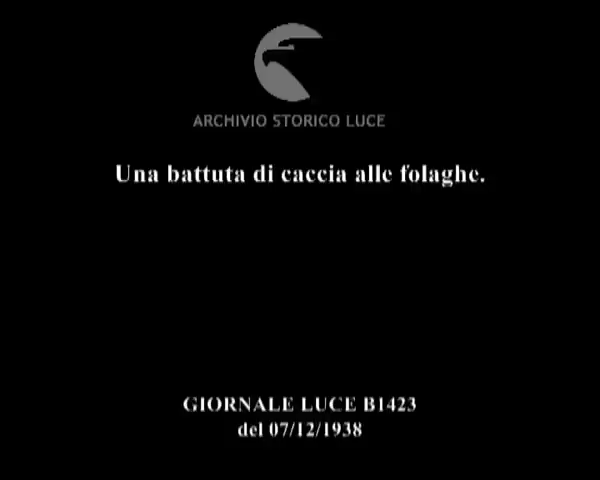 ARCHIVIO STORICO LUCE
Una battuta di caccia alle folaghe.
GIORNALE LUCE B1423
del 07/12/1938